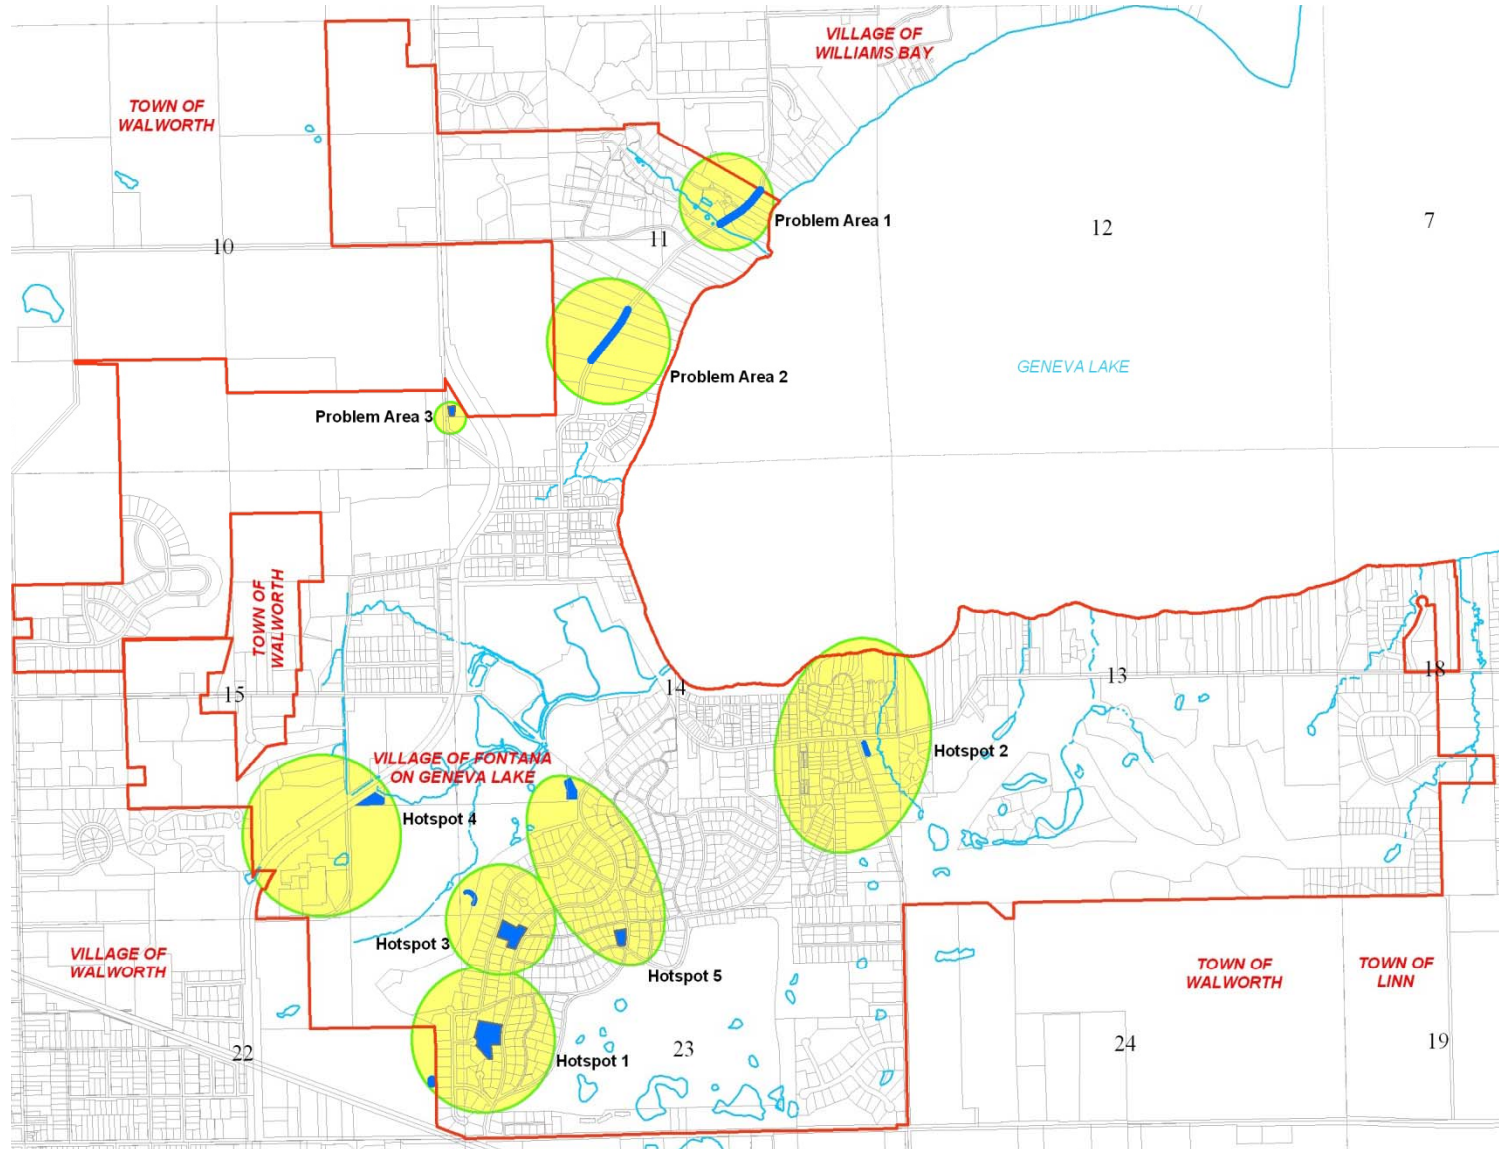 VILLAGE OF
WILLIAMS BAY
TOWN OF
WALWORTH
Problem Area 1
12
7
10
11
GENEVA LAKE
Problem Area 2
Problem Area 3
TOWN OF
WALWORTH
15
14
13
18
VILLAGE OF FONTANA
ON GENEVA LAKE
Hotspot 2
Hotspot 4
Hotspot 3
Hotspot 5
VILLAGE OF
WALWORTH
TOWN OF
WALWORTH
TOWN OF
LINN
22
Hotspot 1
23
24
19